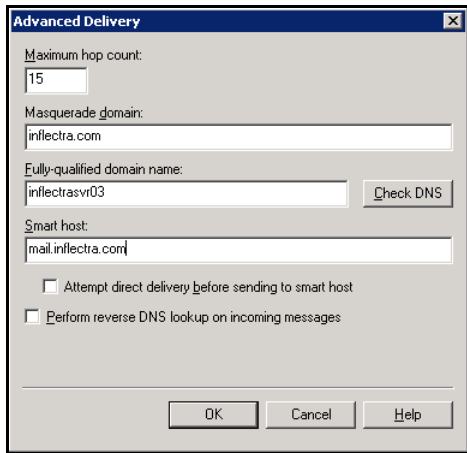 Advanced Delivery
Maximum hop count:
15
Masquerade domain:
inflectra.com
Fully-qualified domain name:
inflectrasvr03
Check DNS
Smart host:
mail.inflectra.com
Attempt direct delivery before sending to smart host
Perform reverse DNS lookup on incoming messages
OK
Cancel
Help